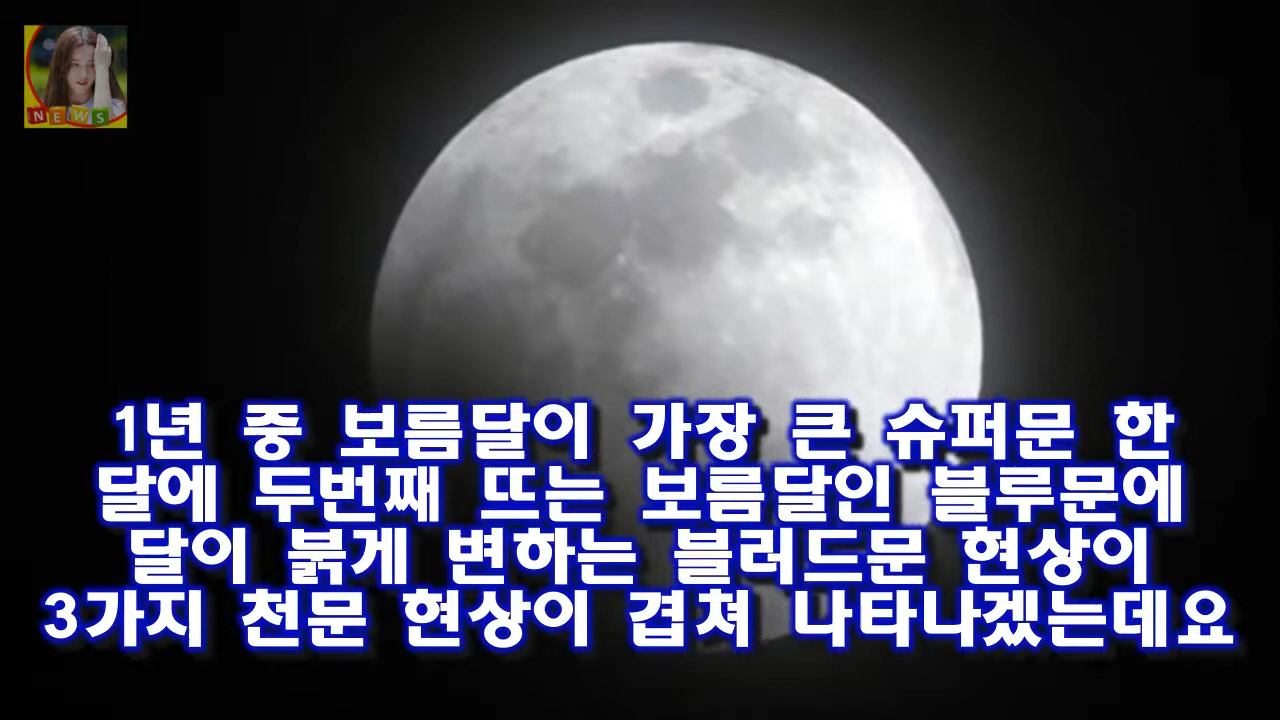 NEWS
1년 중 보름달이 가장 큰 슈퍼문 한
달에 두번째 뜨는 보름달인 블루문에
달이 붉게 변하는 블러드문 현상이
3가지 천문 현상이 겹쳐 나타나겠는데요